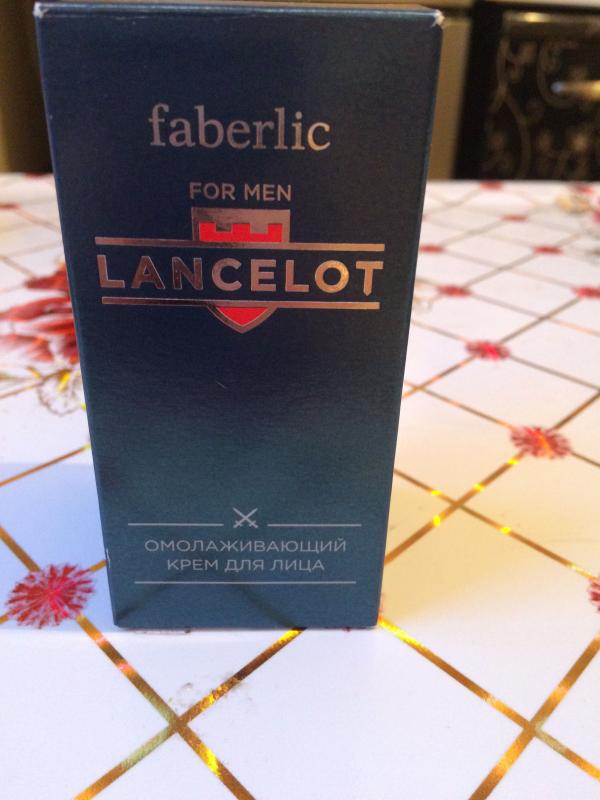 faberlic
FOR MEN
LANCELOT
ОМОЛАЖИВАЮЩИЙ
КРЕМ ДЛЯ ЛИЦА